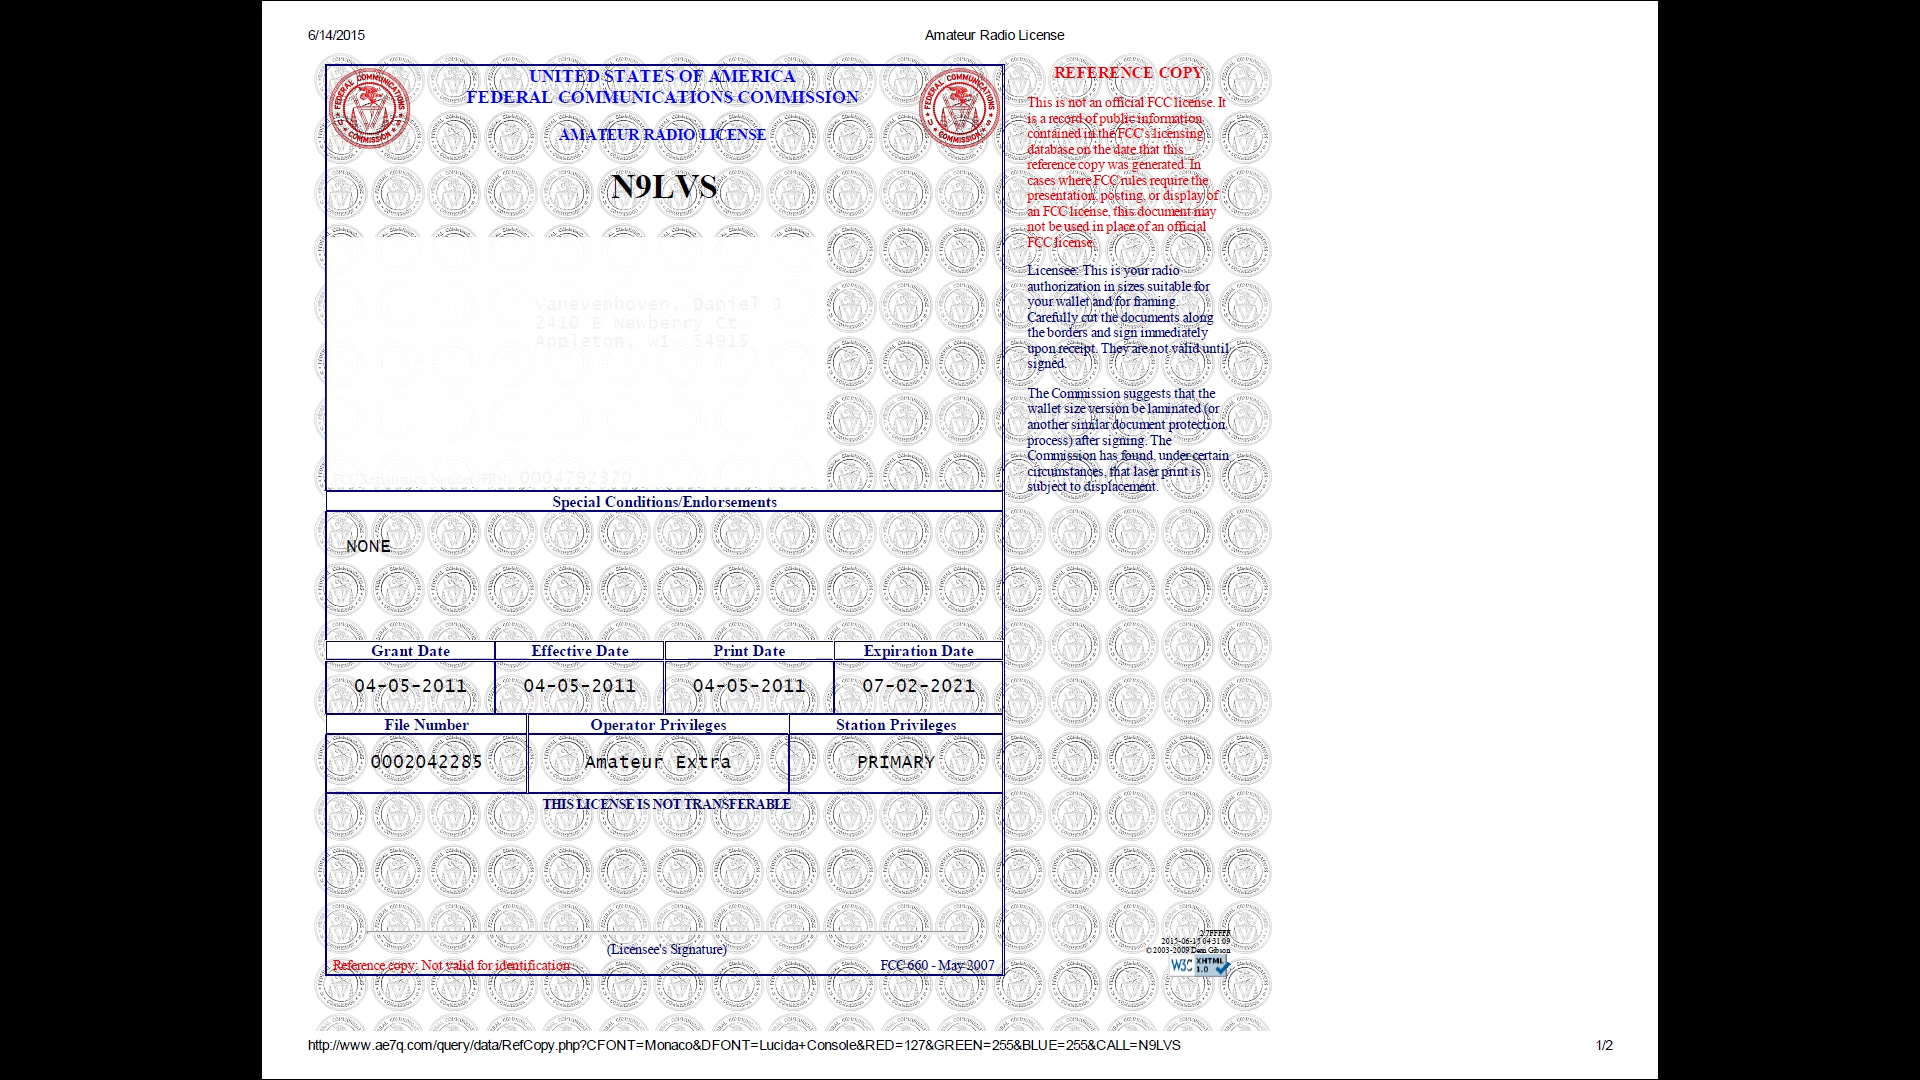 6/14/2015
Amateur Radio License
UNITED STATES OF AMERICA
FEDERAL COMMUNICATIONS COMMISSION
AMATEUR RADIO LICENSE
N9LVS
Special Conditions/Endorsements
NONE
Grant Date
Effective Date
Print Date
Expiration Date
04-05-2011
04-05-2011
04-05-2011
07-02-2021
File Number
Operator Privileges
Station Privileges
0002042285
Amateur Extra
PRIMARY
THIS LICENSE IS NOT TRANSFERABLE
(Licensee's Signature)
Reference copy: Not valid for identification
FCC 660 - May 2007
REFERENCE COPY
This is not an official FCC license. It
is a record of public information
contained in the FCC's licensing
database on the date that this
reference copy was generated. In
cases where FCC rules require the
presentation, posting, or display of
an FCC license, this document may
not be used in place of an official
FCC license.
Licensee: This is your radio
authorization in sizes suitable for
your wallet and for framing.
Carefully cut the documents along
the borders and sign immediately
upon receipt. They are not valid until
signed.
The Commission suggests that the
wallet size version be laminated (or
another similar document protection
process) after signing. The
Commission has found, under certain
circumstances, that laser print is
subject to displacement.
2.7FFFFF
2015-06-15 04:31:09
© 2003-2009 Dean Gibson
W3C XHTML
1.0
http://www.ae7q.com/query/data/RefCopy.php?CFONT=Monaco&DFONT=Lucida+Console&RED=127&GREEN=255&BLUE=255&CALL=N9LVS
1/2